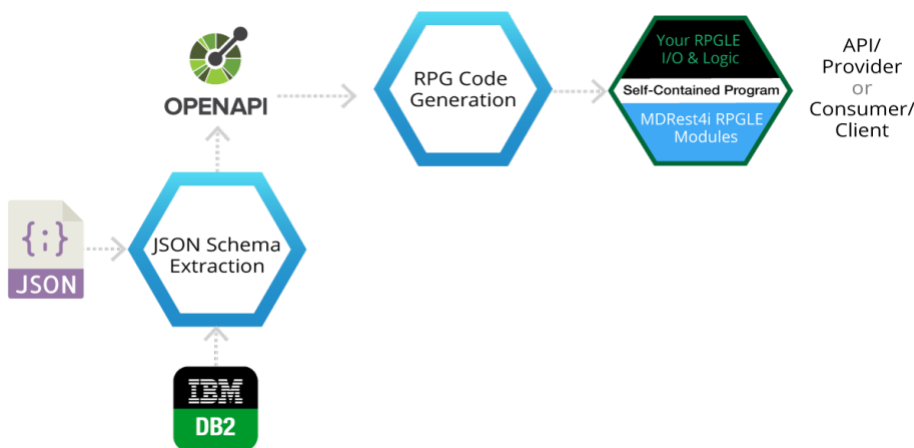 OPENAPI
RPG Code
Generation
Your RPGLE
I/O & Logic
Self-Contained Program
MDRest4i RPGLE
Modules
API/
Provider
or
Consumer/
Client
{;}
JSON
JSON Schema
Extraction
IBM
DB2